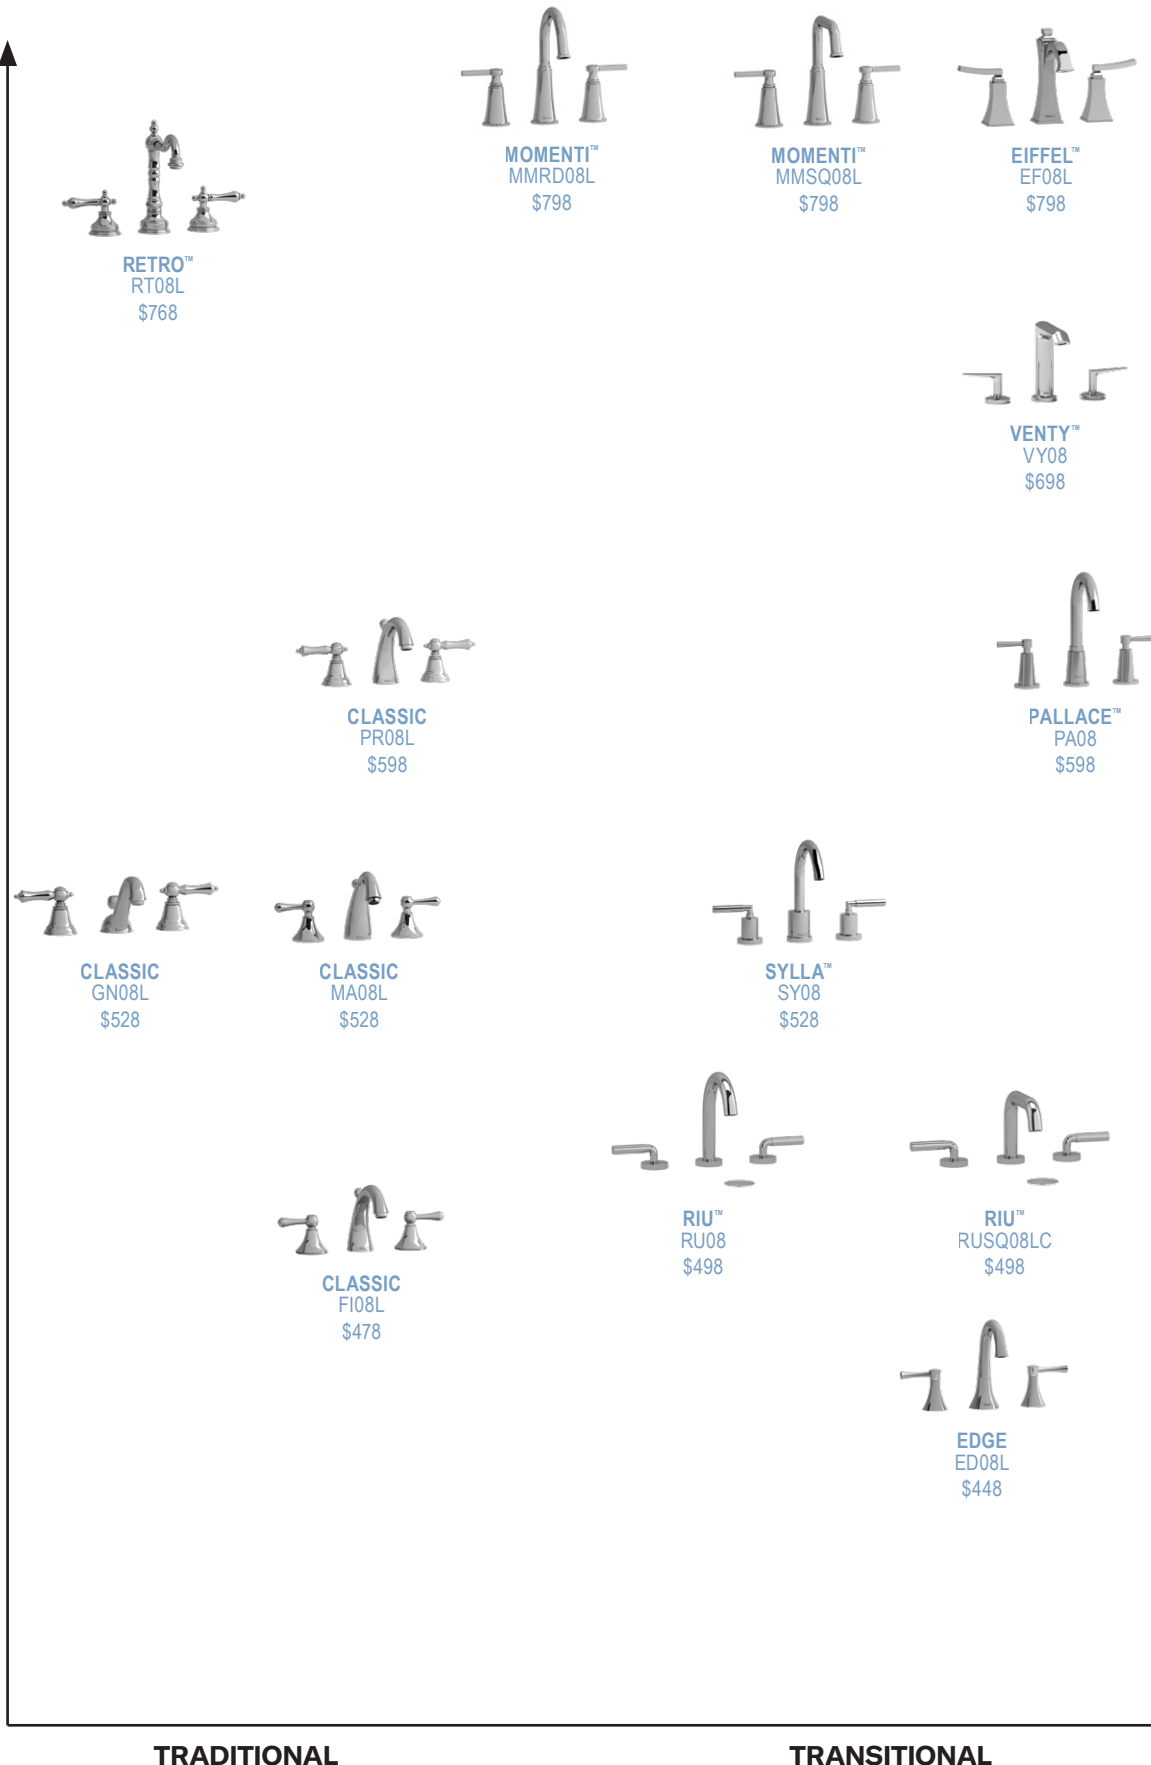 MOMENTI™
MMRD08L
$798
MOMENTI™
MMSQ08L
$798
EIFFEL™
EF08L
$798
RETRO™
RT08L
$768
VENTY™
VY08
$698
CLASSIC
PR08L
$598
PALLACE™
PA08
$598
CLASSIC
GN08L
$528
CLASSIC
MA08L
$528
SYLLA™
SY08
$528
RIU™
RU08
$498
RIU™
RUSQ08LC
$498
CLASSIC
FI08L
$478
EDGE
ED08L
$448
TRADITIONAL
TRANSITIONAL